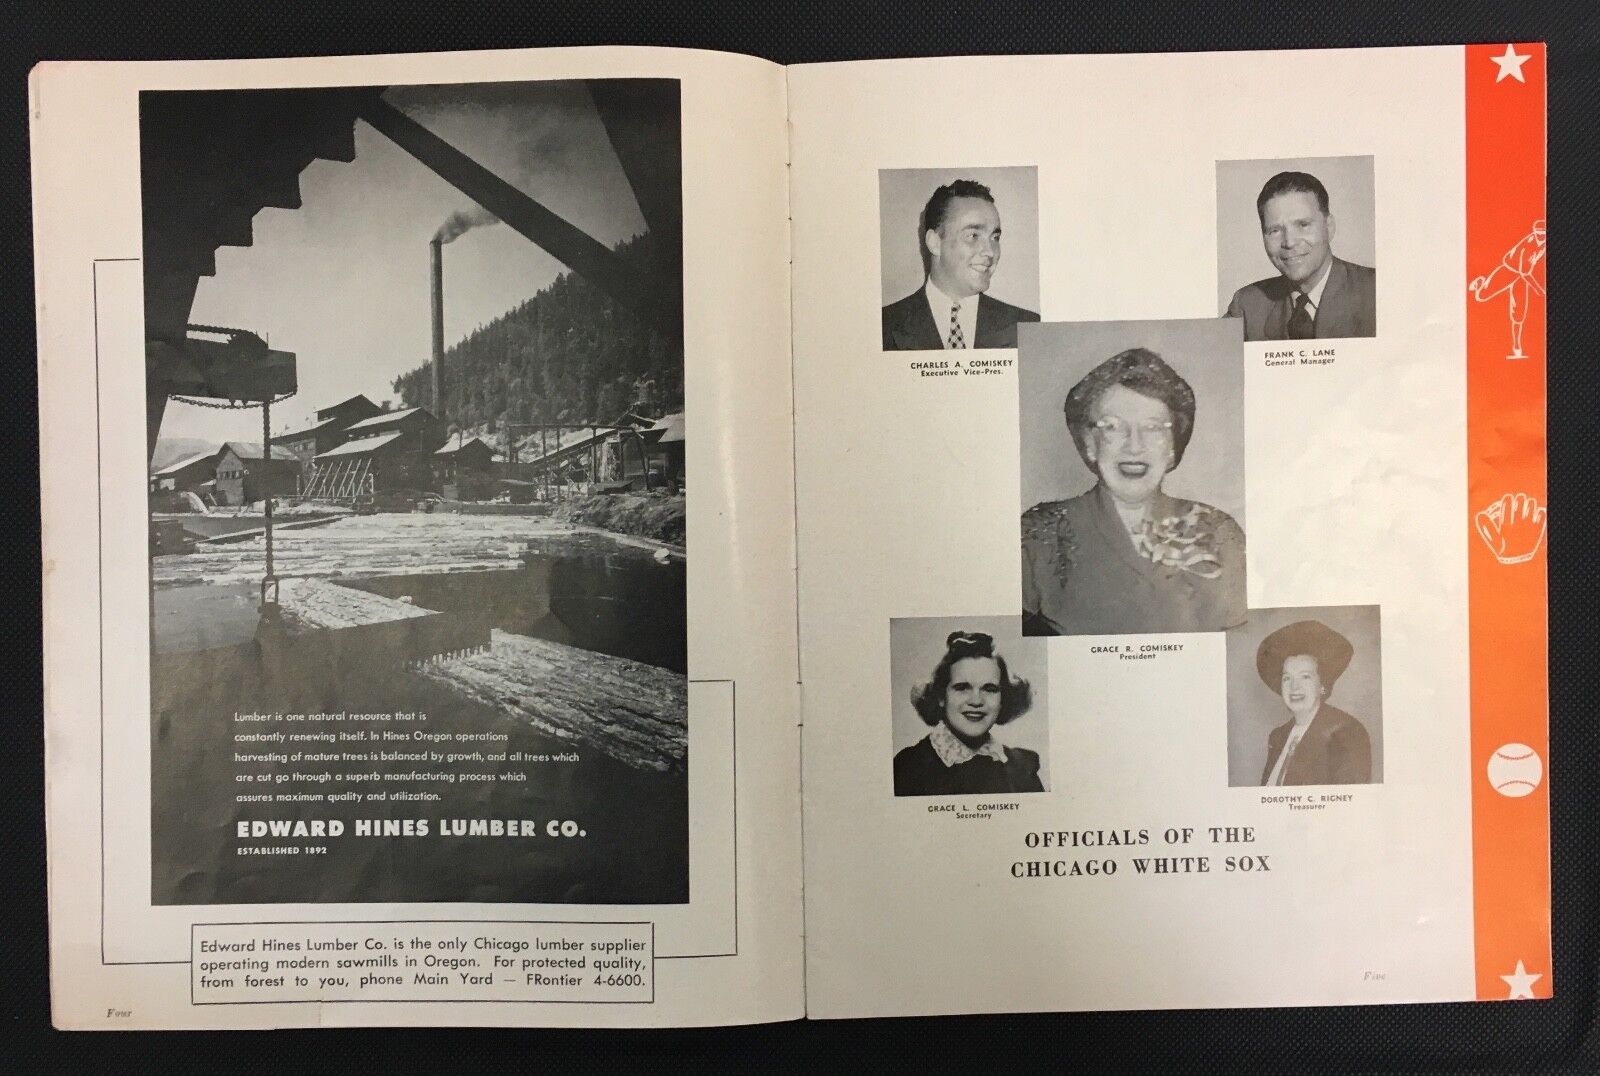 Lumber is one natural resource that is
constantly renewing itself. In Hines Oregon operations
harvesting of mature trees is balanced by growth, and all trees which
are cut go through a superb manufacturing process which
assures maximum quality and utilization.
EDWARD HINES LUMBER CO.
ESTABLISHED 1892
Edward Hines Lumber Co. is the only Chicago lumber supplier
operating modern sawmills in Oregon. For protected quality,
from forest to you, phone Main Yard — FRontier 4-6600.
Four
CHARLES A. COMISKEY
Executive Vice-Pres.
FRANK C. LANE
General Manager
GRACE R. COMISKEY
President
GRACE L. COMISKEY
Secretary
DOROTHY C. RIGNEY
Treasurer
OFFICIALS OF THE
CHICAGO WHITE SOX
Five